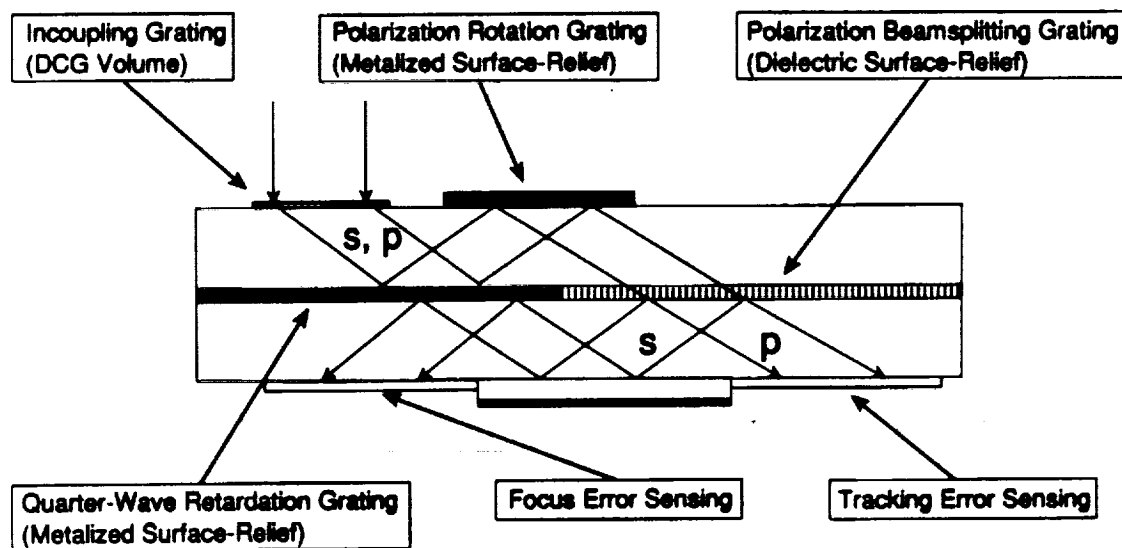 Incoupling Grating
(DCG Volume)
Polarization Rotation Grating
(Metalized Surface-Relief)
Polarization Beamsplitting Grating
(Dielectric Surface-Relief)
s, p
s
p
Quarter-Wave Retardation Grating
(Metalized Surface-Relief)
Focus Error Sensing
Tracking Error Sensing